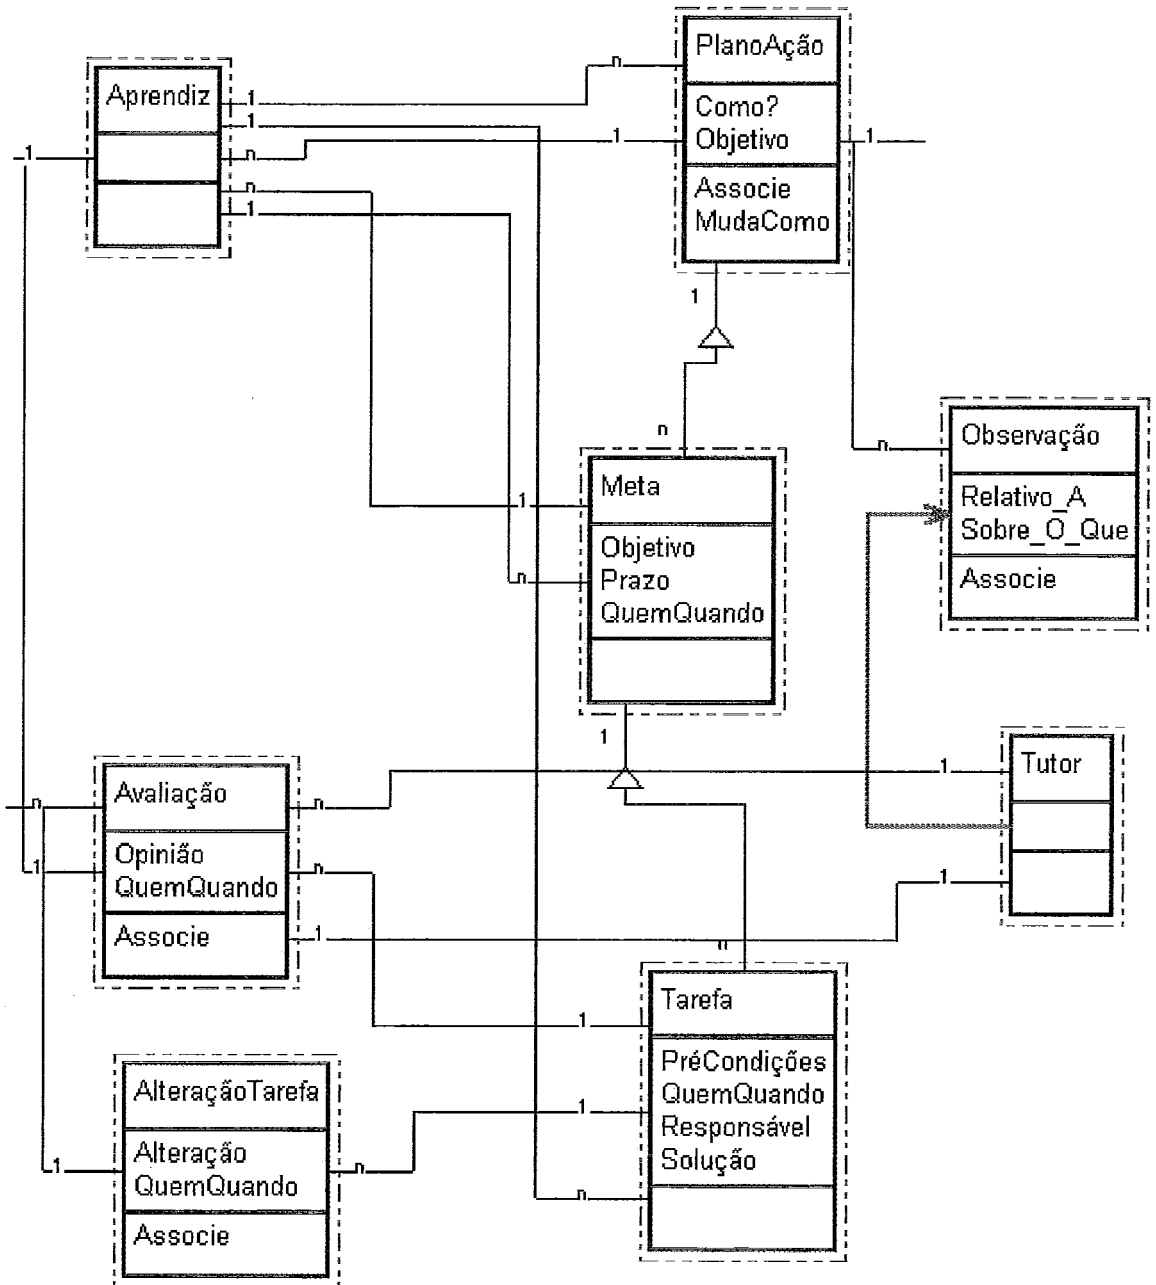 PlanoAção
n
Aprendiz
1
1
Como?
Objetivo
1
1
1
n
n
1
Associe
MudaComo
1
n
Observação
n
Meta
1
Relativo_A
Sobre_O_Que
Objetivo
Prazo
QuemQuando
n
Associe
1
Tutor
1
Avaliação
n
n
Opinião
QuemQuando
n
1
1
Associe
1
n
Tarefa
1
PréCondições
QuemQuando
Responsável
Solução
AlteraçãoTarefa
1
Alteração
QuemQuando
1
n
n
Associe